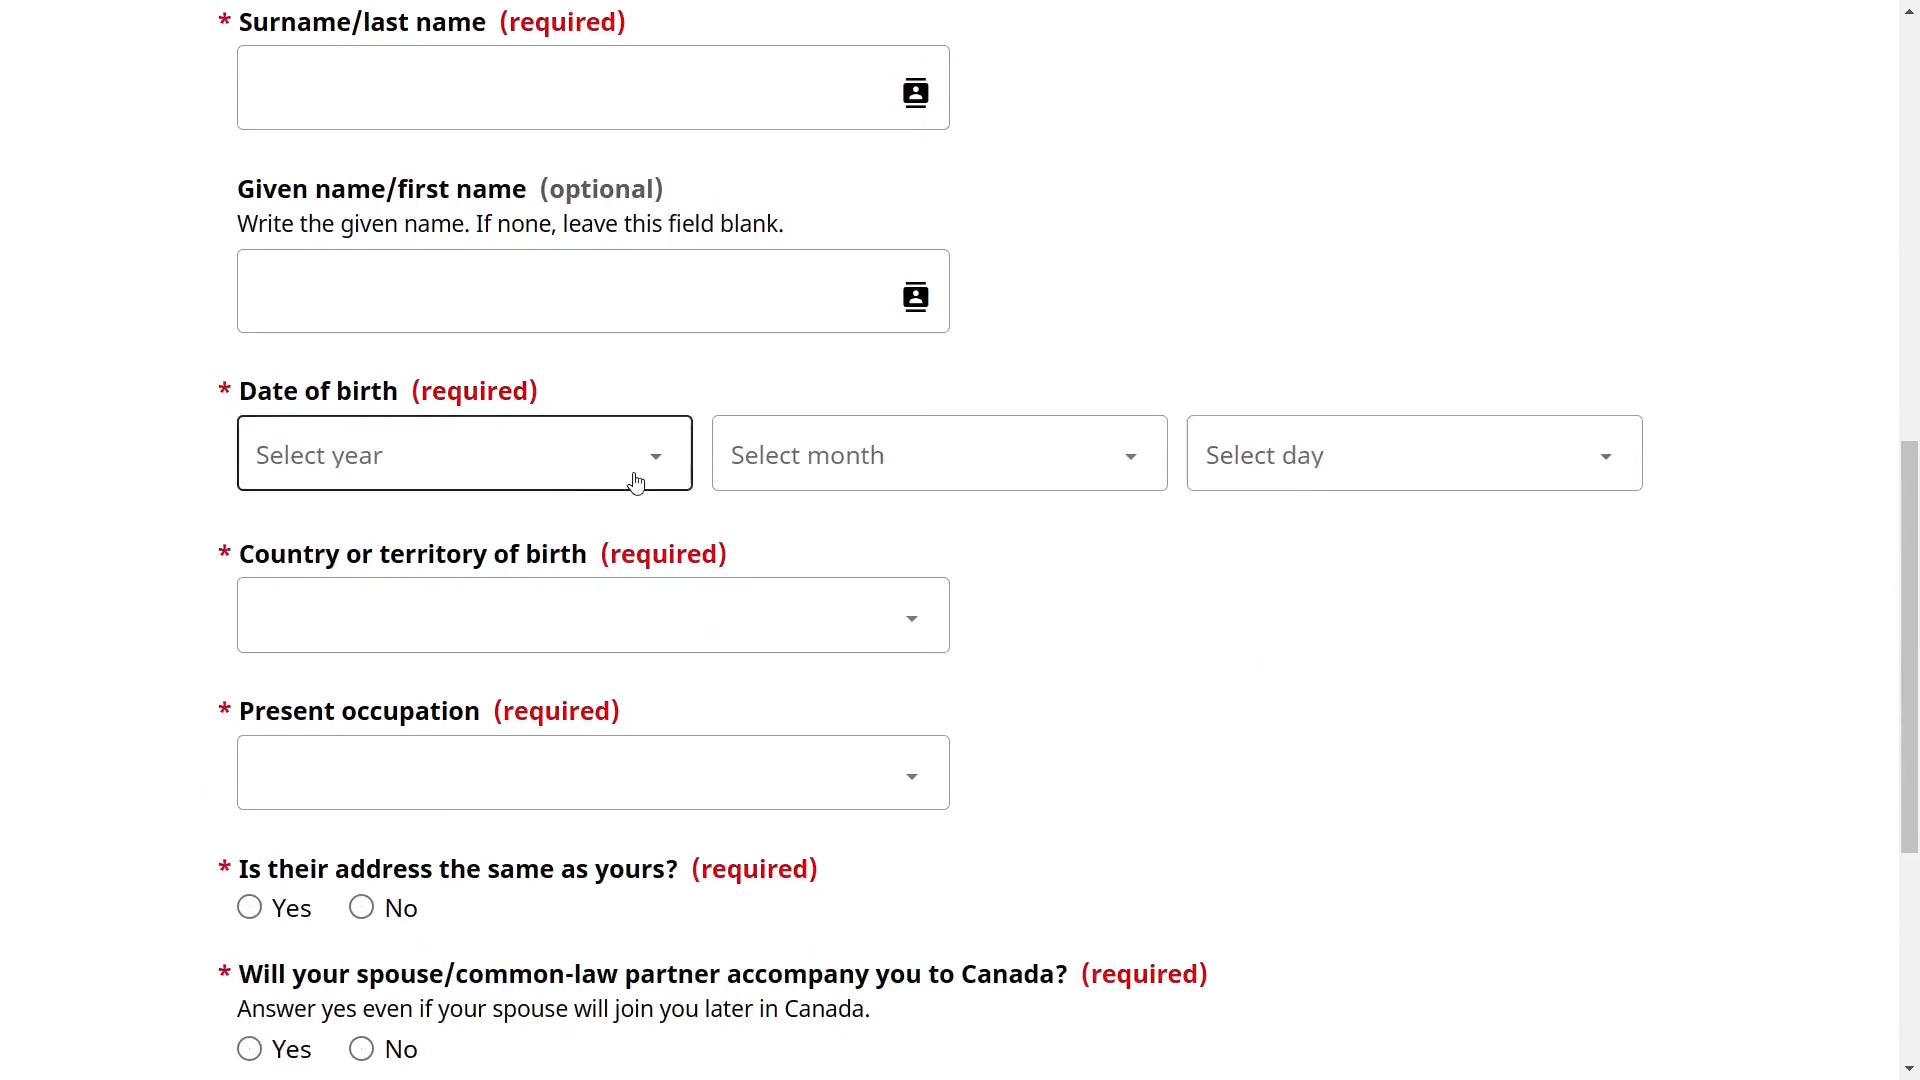 * Surname/last name (required)
Given name/first name (optional)
Write the given name. If none, leave this field blank.
* Date of birth (required)
Select year Select month Select day
* Country or territory of birth (required)
* Present occupation (required)
* Is their address the same as yours? (required)
Yes No
* Will your spouse/common-law partner accompany you to Canada? (required)
Answer yes even if your spouse will join you later in Canada.
Yes No